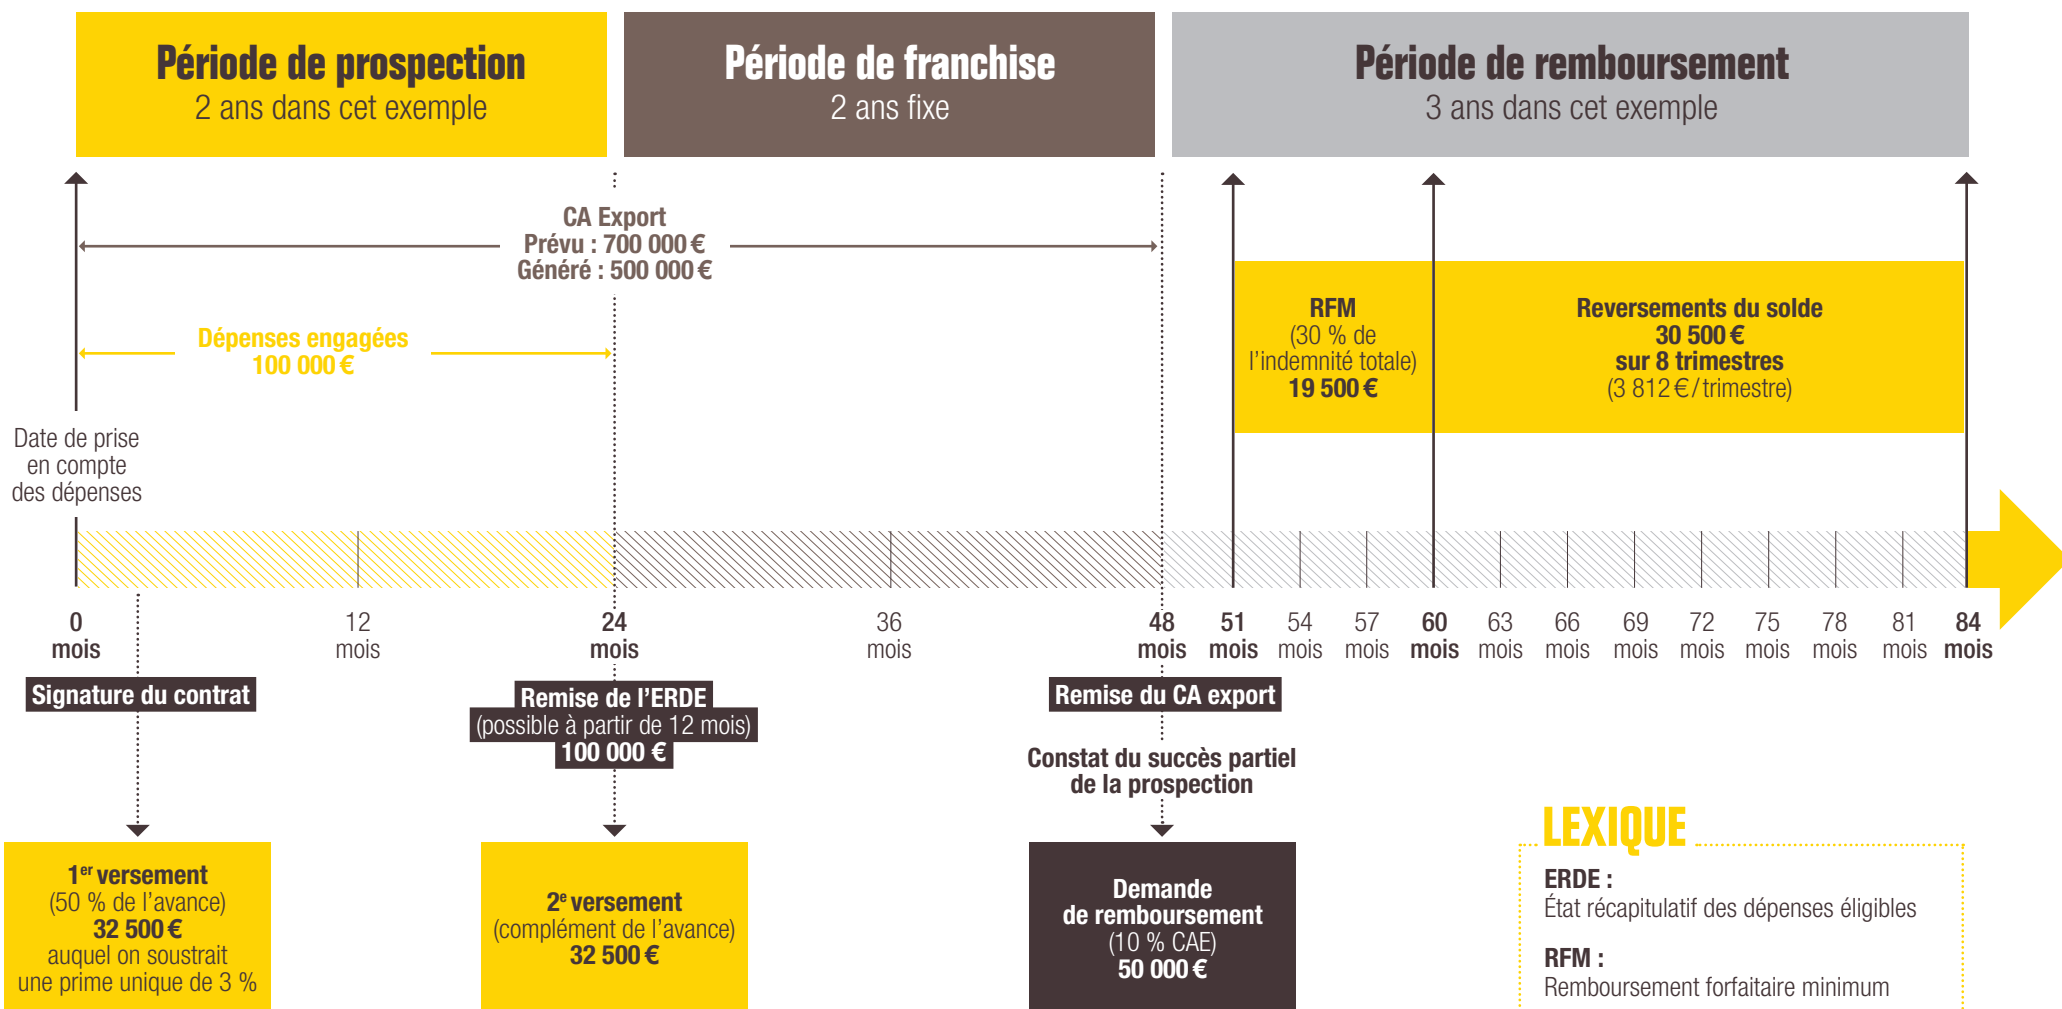 Période de prospection
2 ans dans cet exemple
Période de franchise
2 ans fixe
Période de remboursement
3 ans dans cet exemple
CA Export
Prévu : 700 000 €
Généré : 500 000 €
Dépenses engagées
100 000 €
RFM
(30 % de
l’indemnité totale)
19 500 €
Reversements du solde
30 500 €
sur 8 trimestres
(3 812 € / trimestre)
Date de prise
en compte
des dépenses
0
mois
12
mois
24
mois
36
mois
48
mois
51
mois
54
mois
57
mois
60
mois
63
mois
66
mois
69
mois
72
mois
75
mois
78
mois
81
mois
84
mois
Signature du contrat
Remise de l’ERDE
(possible à partir de 12 mois)
100 000 €
Remise du CA export
Constat du succès partiel
de la prospection
1er versement
(50 % de l’avance)
32 500 €
auquel on soustrait
une prime unique de 3 %
2e versement
(complément de l’avance)
32 500 €
Demande
de remboursement
(10 % CAE)
50 000 €
LEXIQUE
ERDE :
État récapitulatif des dépenses éligibles
RFM :
Remboursement forfaitaire minimum